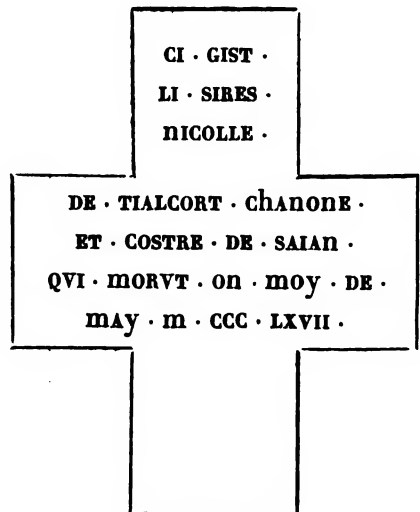 CI · GIST ·
LI · SIRES ·
nICOLLE ·
DE · TIALCORT · ChAnonE ·
ET · COSTRE · DE · SAIAn ·
QVI · mORVT · on · moy · DE ·
mAy · m · CCC · LXVII ·